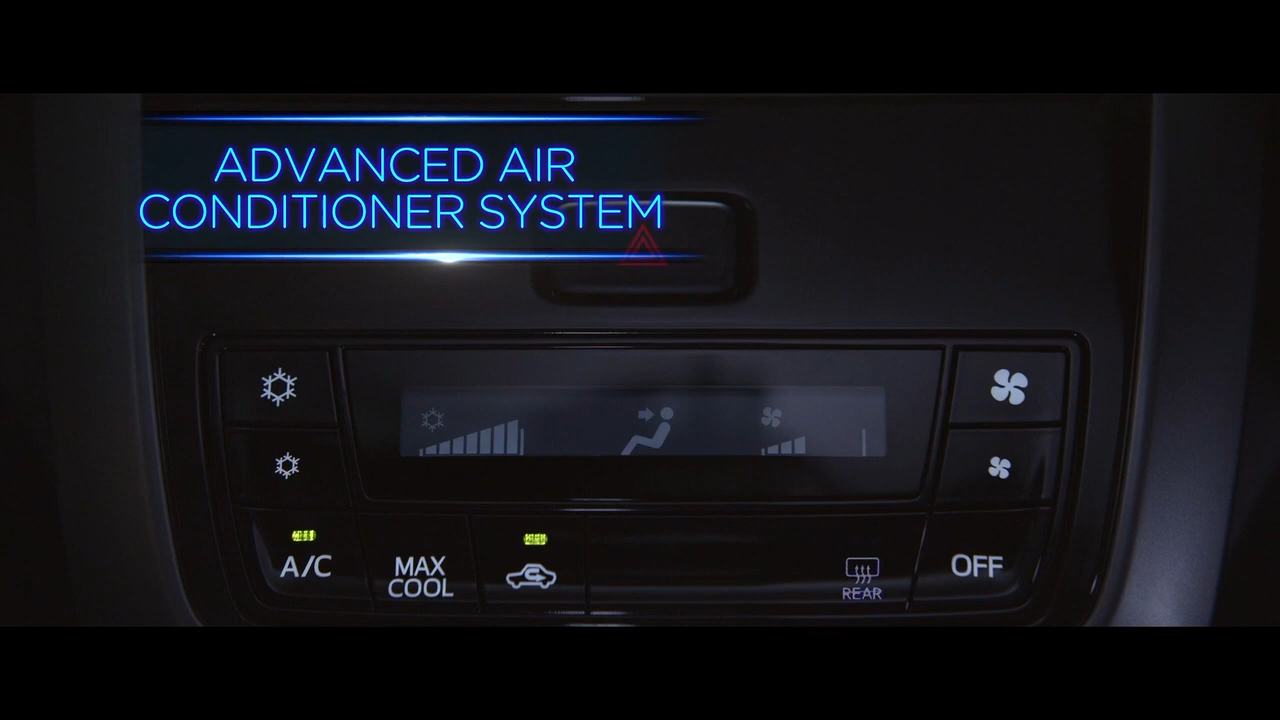 ADVANCED AIR
CONDITIONER SYSTEM
A/C
MAX
COOL
REAR
OFF